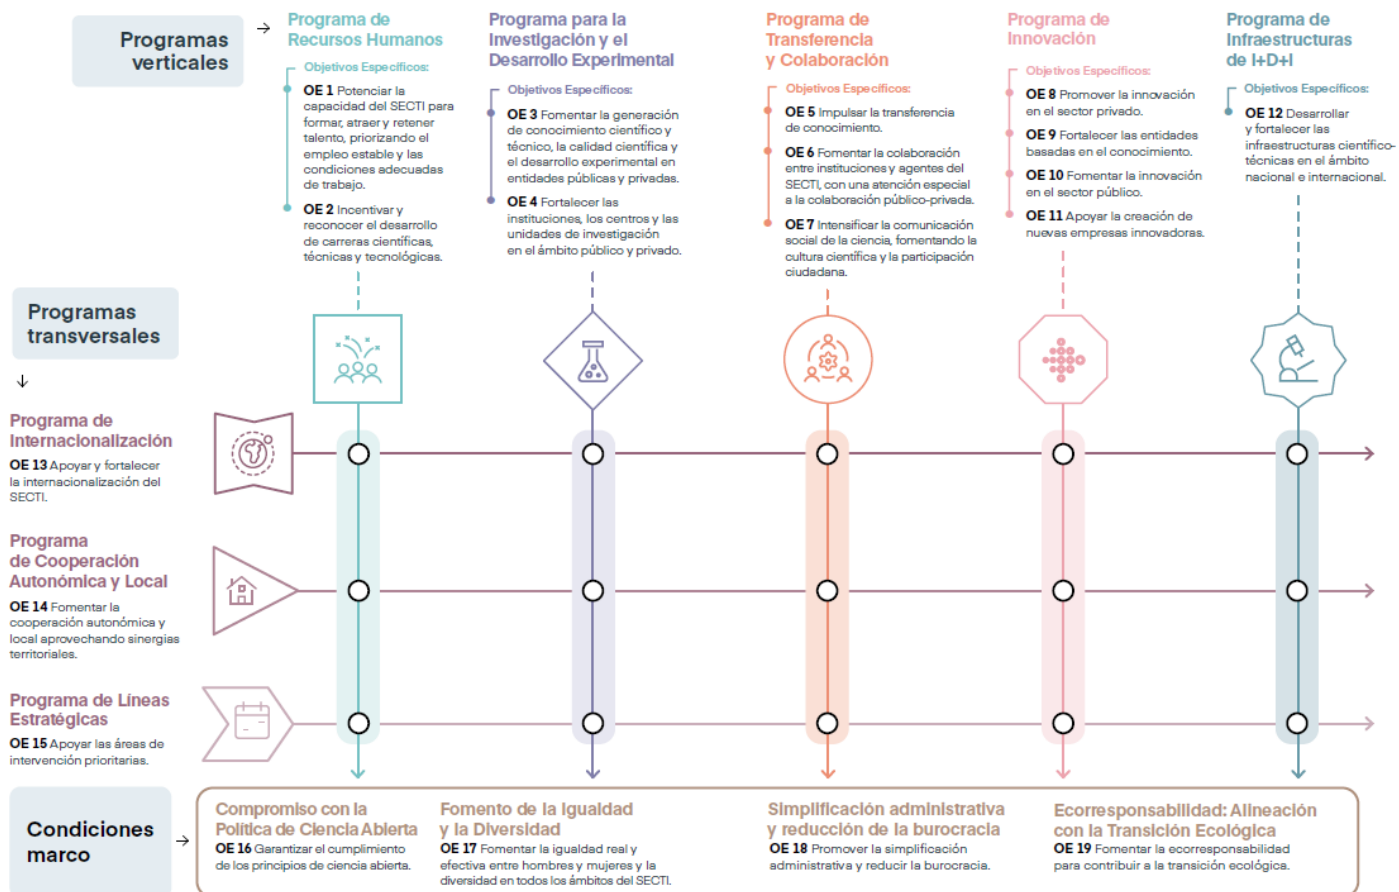 Programas
verticales
→
Programa de
Recursos Humanos
Objetivos Específicos:
OE 1 Potenciar la
capacidad del SECTI para
formar, atraer y retener
talento, priorizando el
empleo estable y las
condiciones adecuadas
de trabajo.
OE 2 Incentivar y
reconocer el desarrollo
de carreras científicas,
técnicas y tecnológicas.
Programa para la
Investigación y el
Desarrollo Experimental
Objetivos Específicos:
OE 3 Fomentar la generación
de conocimiento científico y
técnico, la calidad científica y
el desarrollo experimental en
entidades públicas y privadas.
OE 4 Fortalecer las
instituciones, los centros y las
unidades de investigación
en el ámbito público y privado.
Programa de
Transferencia
y Colaboración
Objetivos Específicos:
OE 5 Impulsar la transferencia
de conocimiento.
OE 6 Fomentar la colaboración
entre instituciones y agentes del
SECTI, con una atención especial
a la colaboración público-privada.
OE 7 Intensificar la comunicación
social de la ciencia, fomentando la
cultura científica y la participación
ciudadana.
Programa de
Innovación
Objetivos Específicos:
OE 8 Promover la innovación
en el sector privado.
OE 9 Fortalecer las entidades
basadas en el conocimiento.
OE 10 Fomentar la innovación
en el sector público.
OE 11 Apoyar la creación de
nuevas empresas innovadoras.
Programa de
Infraestructuras
de I+D+I
Objetivos Específicos:
OE 12 Desarrollar
y fortalecer las
infraestructuras científico-
técnicas en el ámbito
nacional e internacional.
Programas
transversales
↓
Programa de
Internacionalización
OE 13 Apoyar y fortalecer
la internacionalización del
SECTI.
Programa
de Cooperación
Autonómica y Local
OE 14 Fomentar la
cooperación autonómica y
local aprovechando sinergias
territoriales.
Programa de Líneas
Estratégicas
OE 15 Apoyar las áreas de
intervención prioritarias.
Condiciones
marco
→
Compromiso con la
Política de Ciencia Abierta
OE 16 Garantizar el cumplimiento
de los principios de ciencia abierta.
Fomento de la Igualdad
y la Diversidad
OE 17 Fomentar la igualdad real y
efectiva entre hombres y mujeres y la
diversidad en todos los ámbitos del SECTI.
Simplificación administrativa
y reducción de la burocracia
OE 18 Promover la simplificación
administrativa y reducir la burocracia.
Ecorresponsabilidad: Alineación
con la Transición Ecológica
OE 19 Fomentar la ecorresponsabilidad
para contribuir a la transición ecológica.